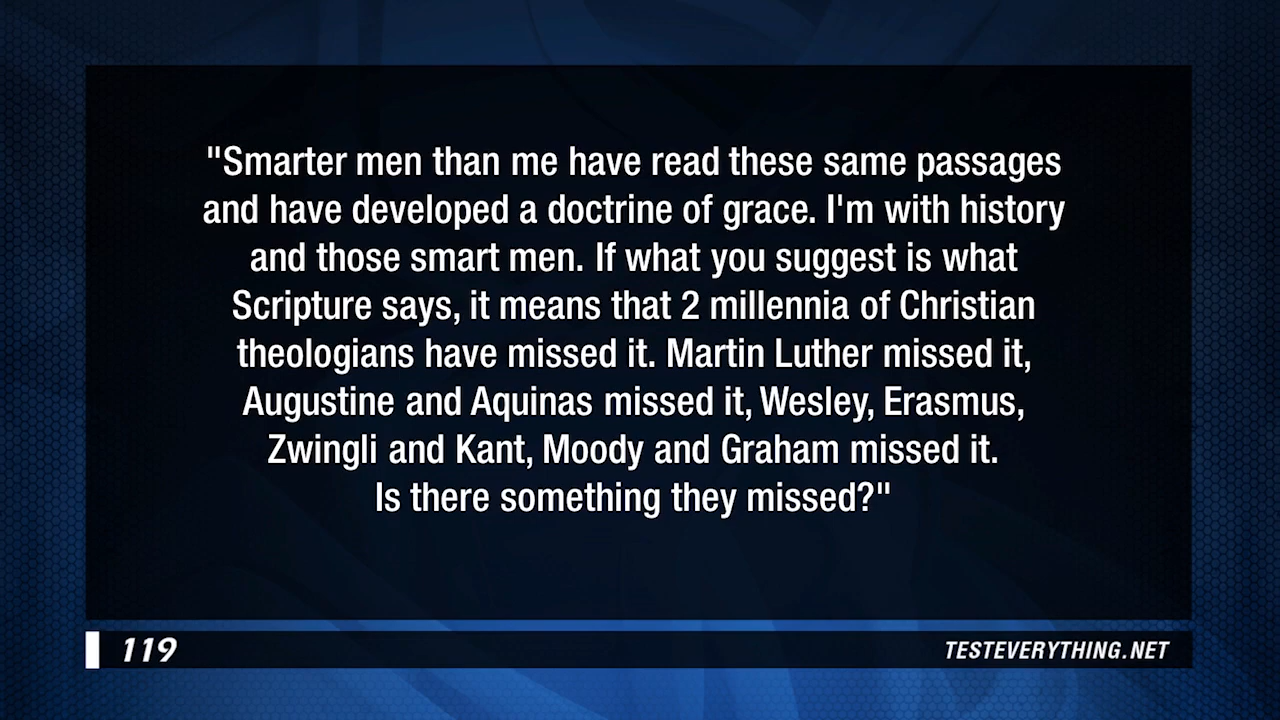 "Smarter men than me have read these same passages
and have developed a doctrine of grace. I'm with history
and those smart men. If what you suggest is what
Scripture says, it means that 2 millennia of Christian
theologians have missed it. Martin Luther missed it,
Augustine and Aquinas missed it, Wesley, Erasmus,
Zwingli and Kant, Moody and Graham missed it.
Is there something they missed?"
119
TESTEVERYTHING.NET